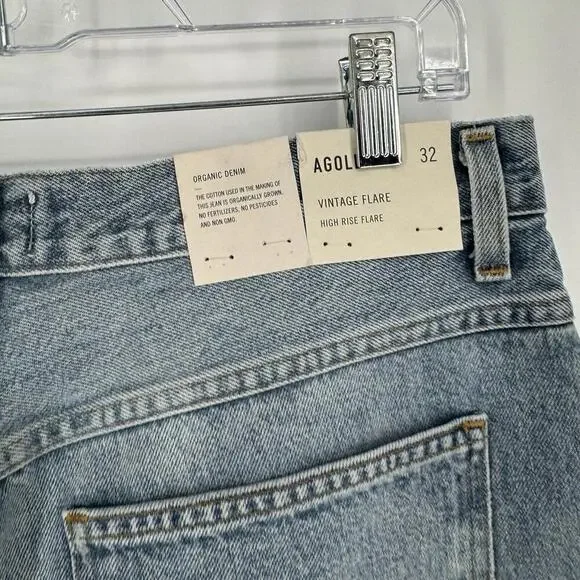 ORGANIC DENIM
THE COTTON USED IN THE MAKING OF
THIS JEAN IS ORGANICALLY GROWN.
NO FERTILIZERS, NO PESTICIDES
AND NON GMO.
32
VINTAGE FLARE
HIGH RISE FLARE